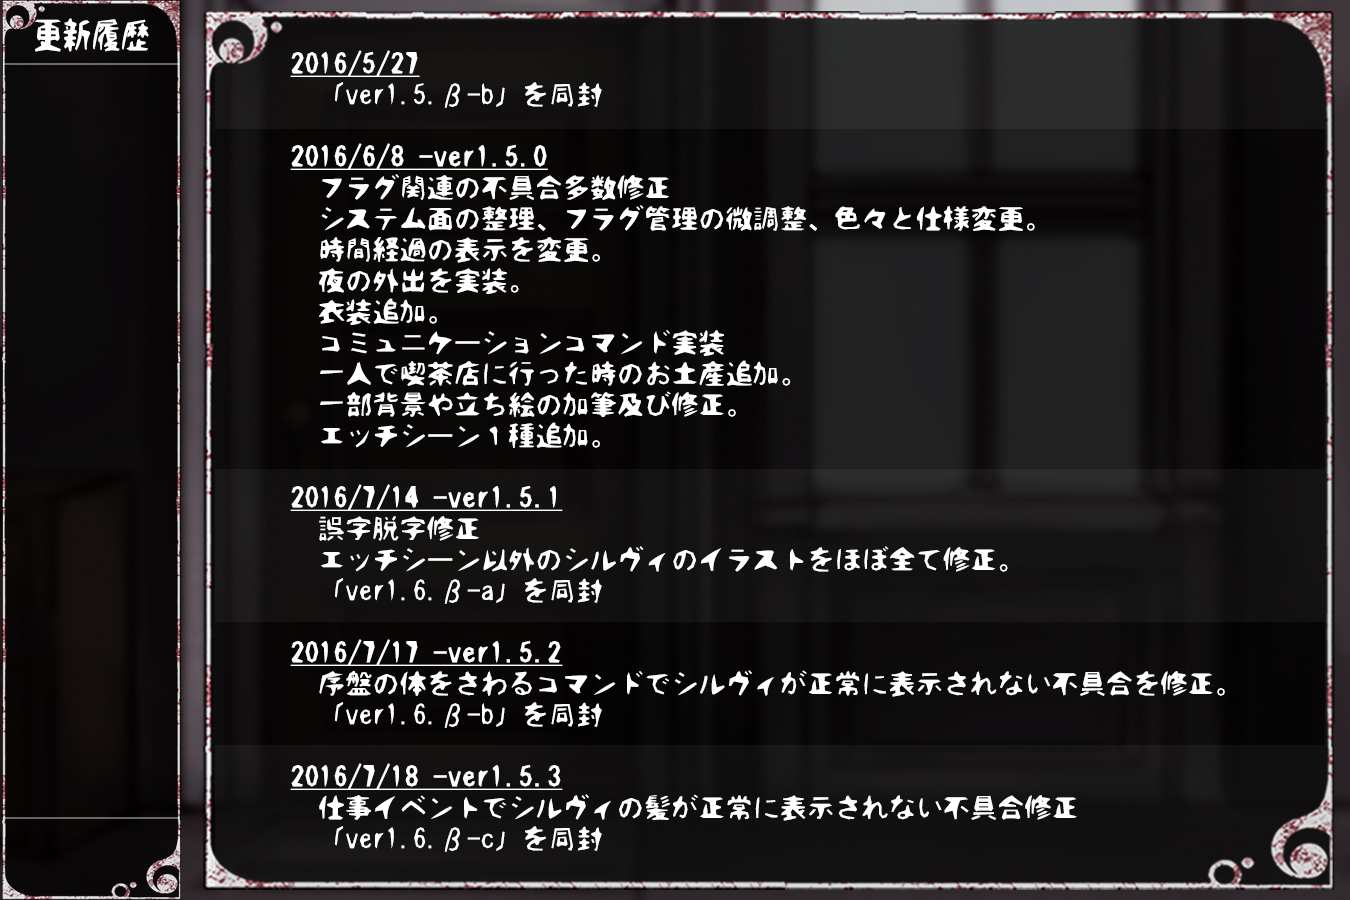 更新履歴
2016/5/27
「ver1.5.β-b」を同封
2016/6/8 -ver1.5.0
フラグ関連の不具合多数修正
システム面の整理、フラグ管理の微調整、色々と仕様変更。
時間経過の表示を変更。
夜の外出を実装。
衣装追加。
コミュニケーションコマンド実装
一人で喫茶店に行った時のお土産追加。
一部背景や立ち絵の加筆及び修正。
エッチシーン１種追加。
2016/7/14 -ver1.5.1
誤字脱字修正
エッチシーン以外のシルヴィのイラストをほぼ全て修正。
「ver1.6.β-a」を同封
2016/7/17 -ver1.5.2
序盤の体をさわるコマンドでシルヴィが正常に表示されない不具合を修正。
「ver1.6.β-b」を同封
2016/7/18 -ver1.5.3
仕事イベントでシルヴィの髪が正常に表示されない不具合修正
「ver1.6.β-c」を同封